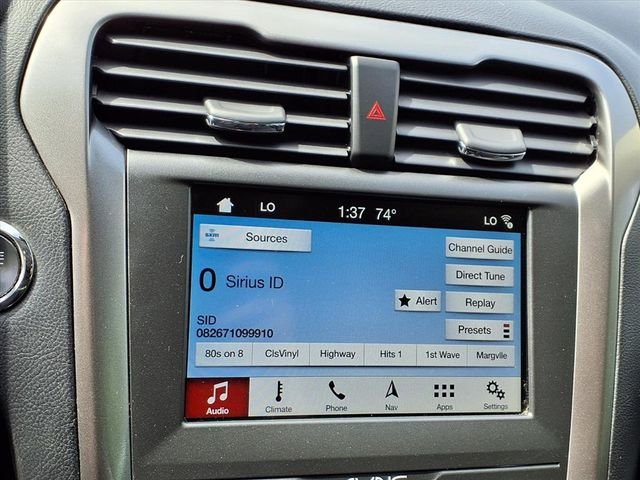 LO 1:37 74° LO
sxm Sources
Channel Guide
0 Sirius ID
Direct Tune
Alert
Replay
Presets
SID
082671099910
80s on 8 ClsVinyl Highway Hits 1 1st Wave Margvlle
Audio Climate Phone Nav Apps Settings
SYNC